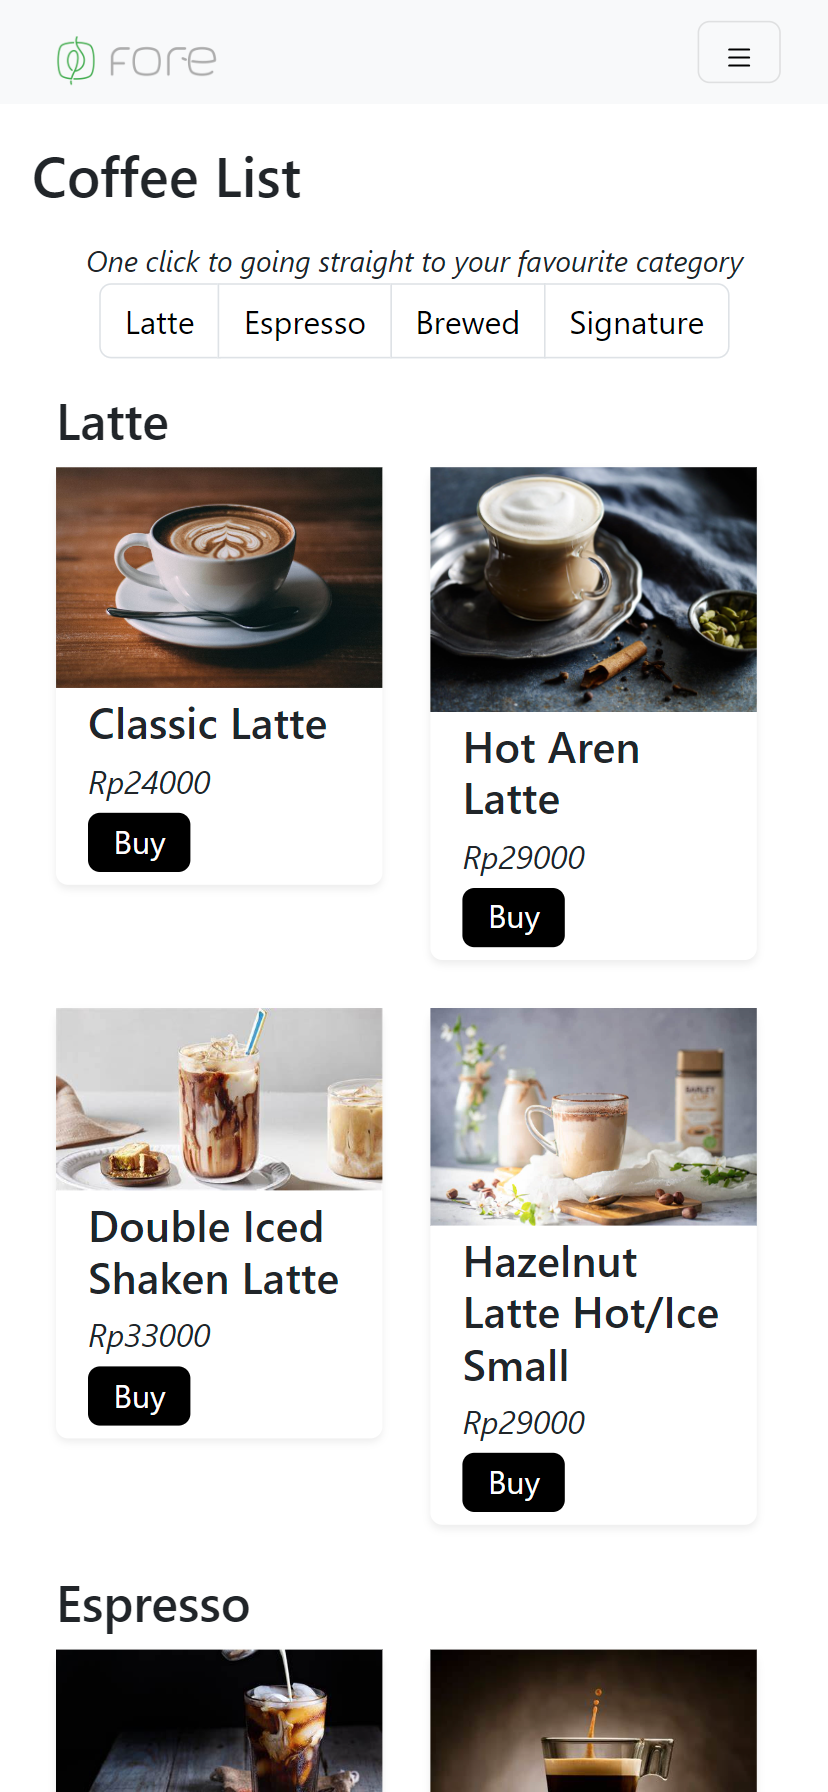 fore
Coffee List
One click to going straight to your favourite category
Latte Espresso Brewed Signature
Latte
Classic Latte
Rp24000
Buy
Hot Aren
Latte
Rp29000
Buy
BARLEY
CUP
Double Iced
Shaken Latte
Rp33000
Buy
Hazelnut
Latte Hot/Ice
Small
Rp29000
Buy
Espresso